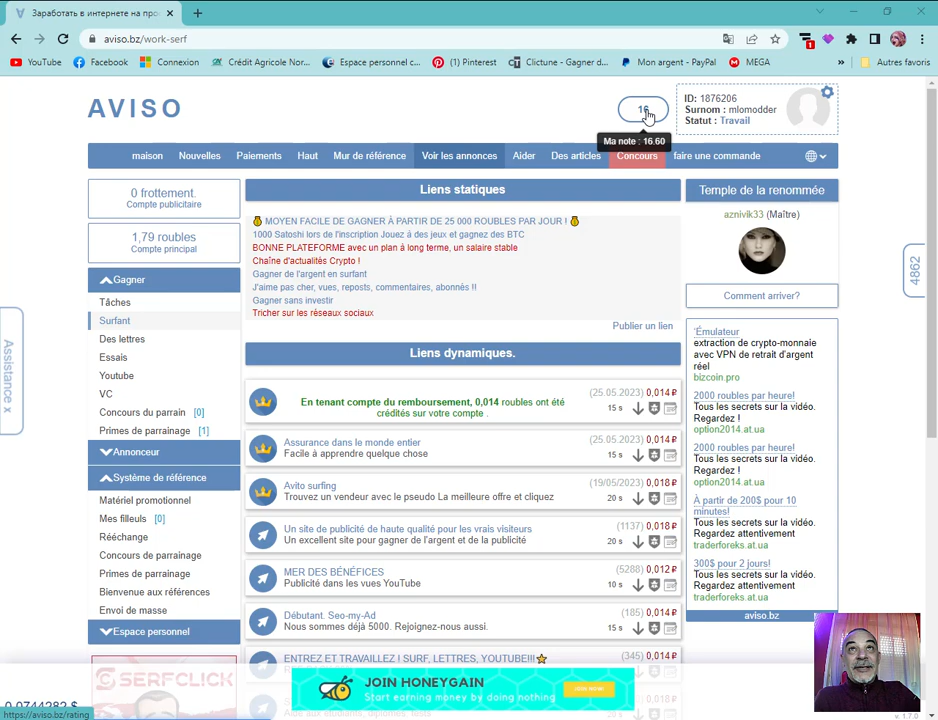 Заработать в интернете на про
aviso.bz/work-serf
YouTube
Facebook
Connexion
Crédit Agricole Nor...
Espace personnel c...
(1) Pinterest
Clictune - Gagner d
Mon argent - PayPal
MEGA
»
Autres favoris
AVISO
16
Ma note : 16.60
ID: 1876206
Surnom : mlomodder
Statut : Travail
maison
Nouvelles
Paiements
Haut
Mur de référence
Voir les annonces
Aider
Des articles
Concours
faire une commande
0 frottement.
Compte publicitaire
1,79 roubles
Compte principal
Gagner
Tâches
Surfant
Des lettres
Essais
Youtube
VC
Concours du parrain [0]
Primes de parrainage [1]
Annonceur
Système de référence
Matériel promotionnel
Mes filleuls [0]
Rééchange
Concours de parrainage
Primes de parrainage
Bienvenue aux références
Envoi de masse
Espace personnel
SERFCLICK
0.0744282 $
https://aviso.bz/rating
Assistance x
Liens statiques
MOYEN FACILE DE GAGNER À PARTIR DE 25 000 ROUBLES PAR JOUR !
1000 Satoshi lors de l'inscription Jouez à des jeux et gagnez des BTC
BONNE PLATEFORME avec un plan à long terme, un salaire stable
Chaîne d'actualités Crypto !
Gagner de l'argent en surfant
J'aime pas cher, vues, reposts, commentaires, abonnés !!
Gagner sans investir
Tricher sur les réseaux sociaux
Publier un lien
Liens dynamiques.
En tenant compte du remboursement, 0,014 roubles ont été
crédités sur votre compte .
(25.05.2023) 0,014 ₽
15 s
Assurance dans le monde entier
Facile à apprendre quelque chose
(25.05.2023) 0,014 ₽
15 s
Avito surfing
Trouvez un vendeur avec le pseudo La meilleure offre et cliquez
(19/05/2023) 0,014 ₽
20 s
Un site de publicité de haute qualité pour les vrais visiteurs
Un excellent site pour gagner de l'argent et de la publicité
(1137) 0,018 ₽
20 s
MER DES BÉNÉFICES
Publicité dans les vues YouTube
(5288) 0,012 ₽
10 s
Débutant. Seo-my-Ad
Nous sommes déjà 5000. Rejoignez-nous aussi.
(185) 0,014 ₽
15 s
ENTREZ ET TRAVAILLEZ ! SURF, LETTRES, YOUTUBE!!!
(345) 0,014 ₽
JOIN HONEYGAIN
Start earning money by doing nothing
JOIN NOW!
Temple de la renommée
aznivik33 (Maître)
Comment arriver?
'Émulateur
extraction de crypto-monnaie
avec VPN de retrait d'argent
réel
bizcoin.pro
2000 roubles par heure!
Tous les secrets sur la vidéo.
Regardez !
option2014.at.ua
2000 roubles par heure!
Tous les secrets sur la vidéo.
Regardez !
option2014.at.ua
À partir de 200$ pour 10
minutes!
Tous les secrets sur la vidéo.
Regardez attentivement
traderforeks.at.ua
300$ pour 2 jours!
Tous les secrets sur la vidéo.
Regardez attentivement
traderforeks.at.ua
aviso.bz
4862
v. 1.7.0